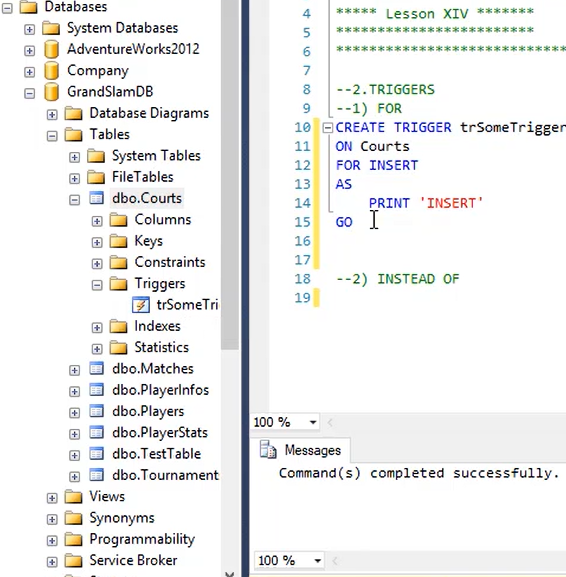 Databases
System Databases
AdventureWorks2012
Company
GrandSlamDB
Database Diagrams
Tables
System Tables
FileTables
dbo.Courts
Columns
Keys
Constraints
Triggers
trSomeTri
Indexes
Statistics
dbo.Matches
dbo.PlayerInfos
dbo.Players
dbo.PlayerStats
dbo.TestTable
dbo.Tournament
Views
Synonyms
Programmability
Service Broker
4 ***** Lesson XIV *******
5 ************************
6 ***************************
7
8 --2.TRIGGERS
9 --1) FOR
10 CREATE TRIGGER trSomeTrigger
11 ON Courts
12 FOR INSERT
13 AS
14 PRINT 'INSERT'
15 GO
16
17
18 --2) INSTEAD OF
19
100 %
Messages
Command(s) completed successfully.
100 %